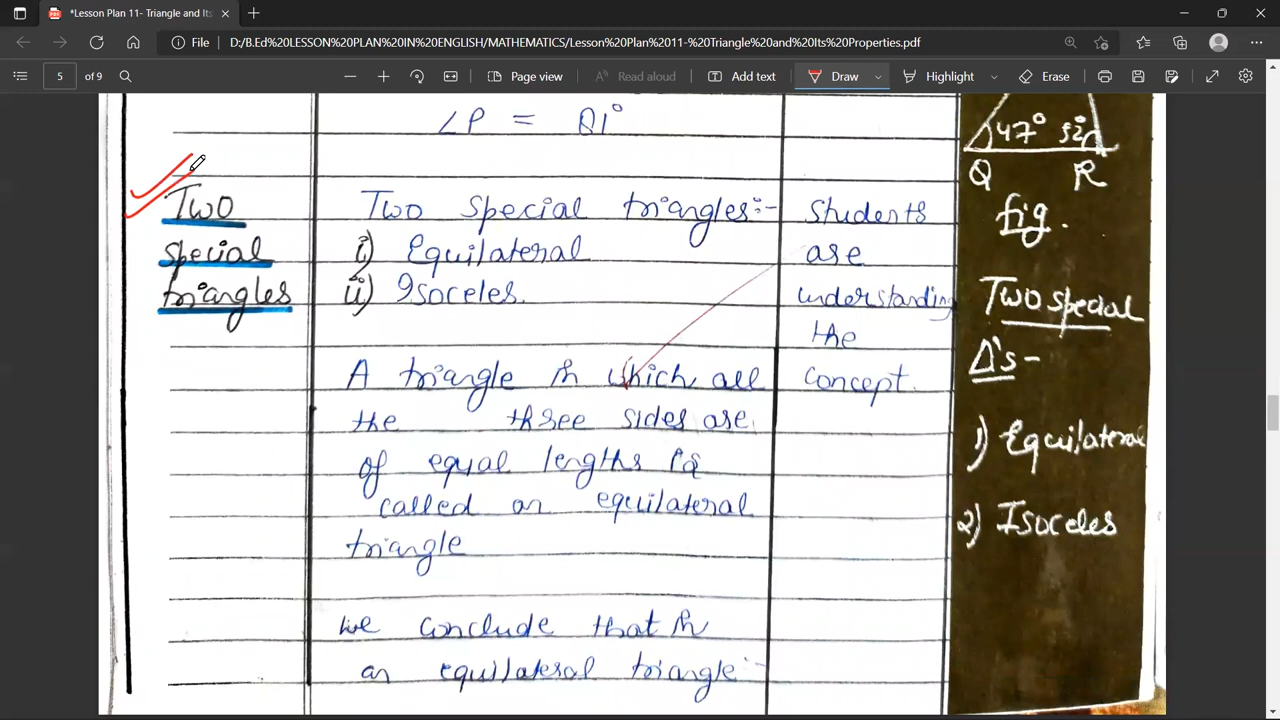 *Lesson Plan 11- Triangle and Its
File
D:/B.Ed%20LESSON%20PLAN%20IN%20ENGLISH/MATHEMATICS/Lesson%20Plan%2011-%20Triangle%20and%20Its%20Properties.pdf
5 of 9
Page view
Read aloud
Add text
Draw
Highlight
Erase
∠P = 81°
Two
special
triangles
Two special triangles:-
i) Equilateral
ii) Isoceles.
A triangle in which all
the three sides are
of equal lengths is
called an equilateral
triangle
we conclude that in
an equilateral triangle:-
Students
are
understanding
the
concept.
47° 52°
Q R
fig.
Two special
Δ's-
1) Equilateral
2) Isoceles